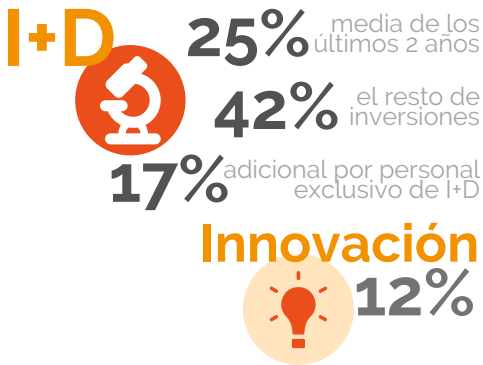 I+D
25% media de los
últimos 2 años
42% el resto de
inversiones
17% adicional por personal
exclusivo de I+D
Innovación
12%